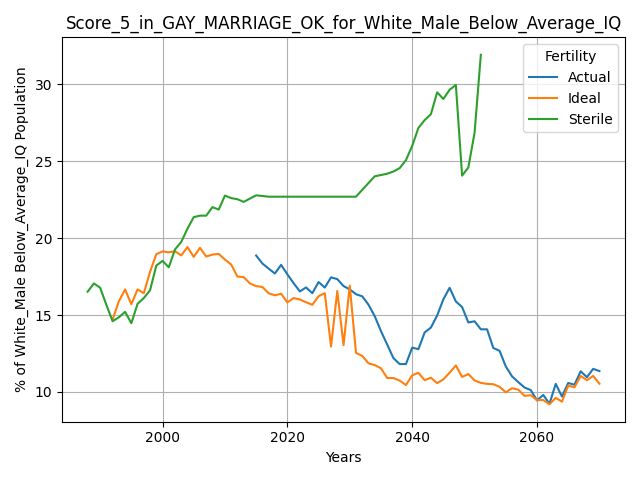 Score_5_in_GAY_MARRIAGE_OK_for_White_Male_Below_Average_IQ
% of White_Male Below_Average_IQ Population
30
25
20
15
10
Fertility
Actual
Ideal
Sterile
2000
2020
2040
2060
Years